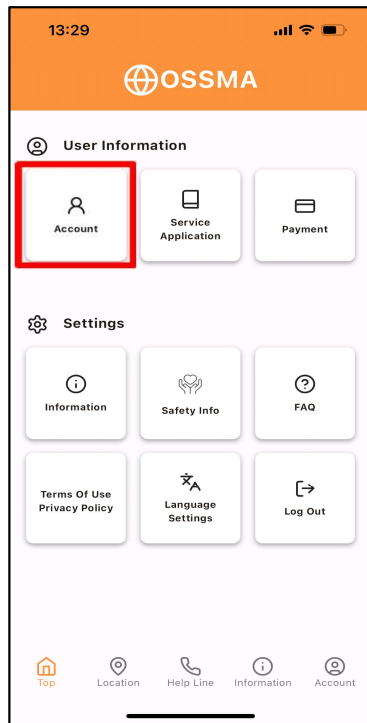 13:29
OSSMA
User Information
Account
Service
Application
Payment
Settings
Information
Safety Info
FAQ
Terms Of Use
Privacy Policy
Language
Settings
Log Out
Top
Location
Help Line
Information
Account